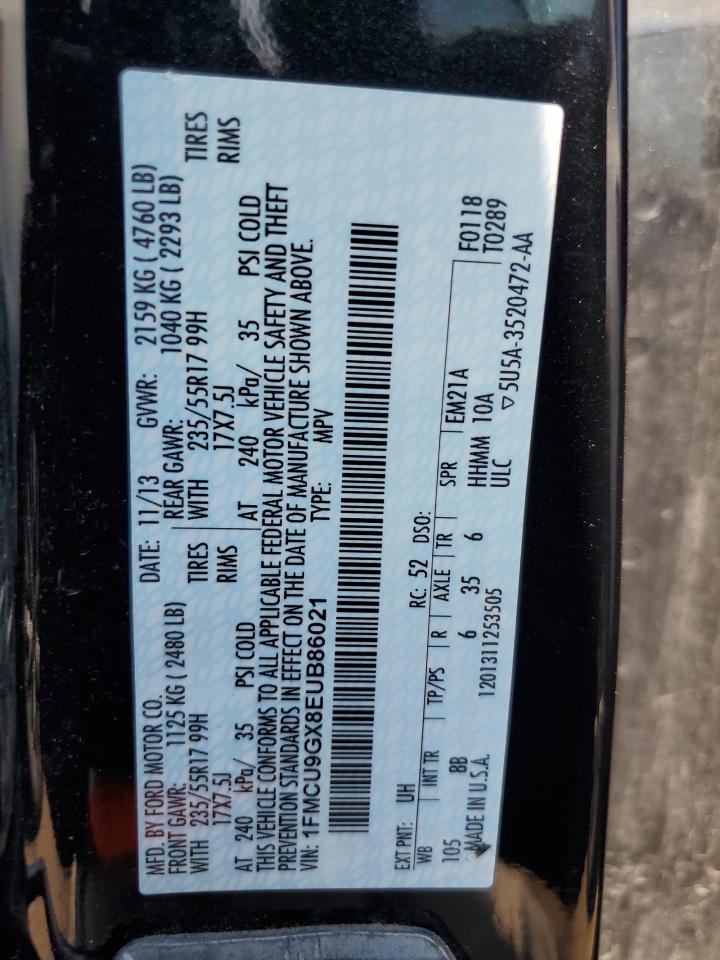 MFD. BY FORD MOTOR CO.
DATE: 11/13 GVWR: 2159 KG ( 4760 LB)
FRONT GAWR: 1125 KG ( 2480 LB)
REAR GAWR: 1040 KG ( 2293 LB)
WITH 235/55R17 99H TIRES
WITH 235/55R17 99H TIRES
17X7.5J RIMS
17X7.5J RIMS
AT 240 kPa/ 35 PSI COLD
AT 240 kPa/ 35 PSI COLD
THIS VEHICLE CONFORMS TO ALL APPLICABLE FEDERAL MOTOR VEHICLE SAFETY AND THEFT
PREVENTION STANDARDS IN EFFECT ON THE DATE OF MANUFACTURE SHOWN ABOVE.
VIN: 1FMCU9GX8EUB86021 TYPE: MPV
EXT PNT: UH RC: 52 DSO:
WB INT TR TP/PS R AXLE TR SPR EM21A F0118
105 8B 6 35 6 HHMM 10A T0289
MADE IN U.S.A. 1201311253505 ULC ▽5U5A-3520472-AA